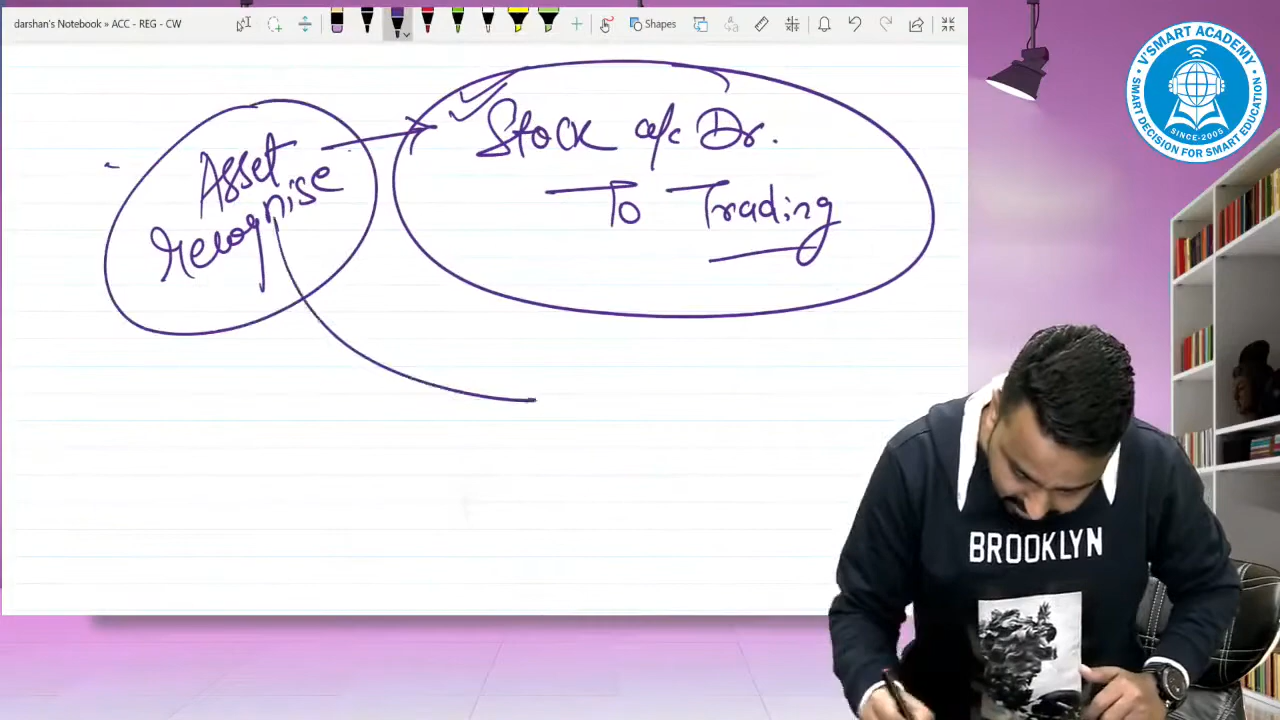 darshan's Notebook » ACC - REG - CW
Shapes
Asset
recognise
Stock a/c Dr.
To Trading
V'SMART ACADEMY
SMART DECISION FOR SMART EDUCATION
SINCE-2005
BROOKLYN